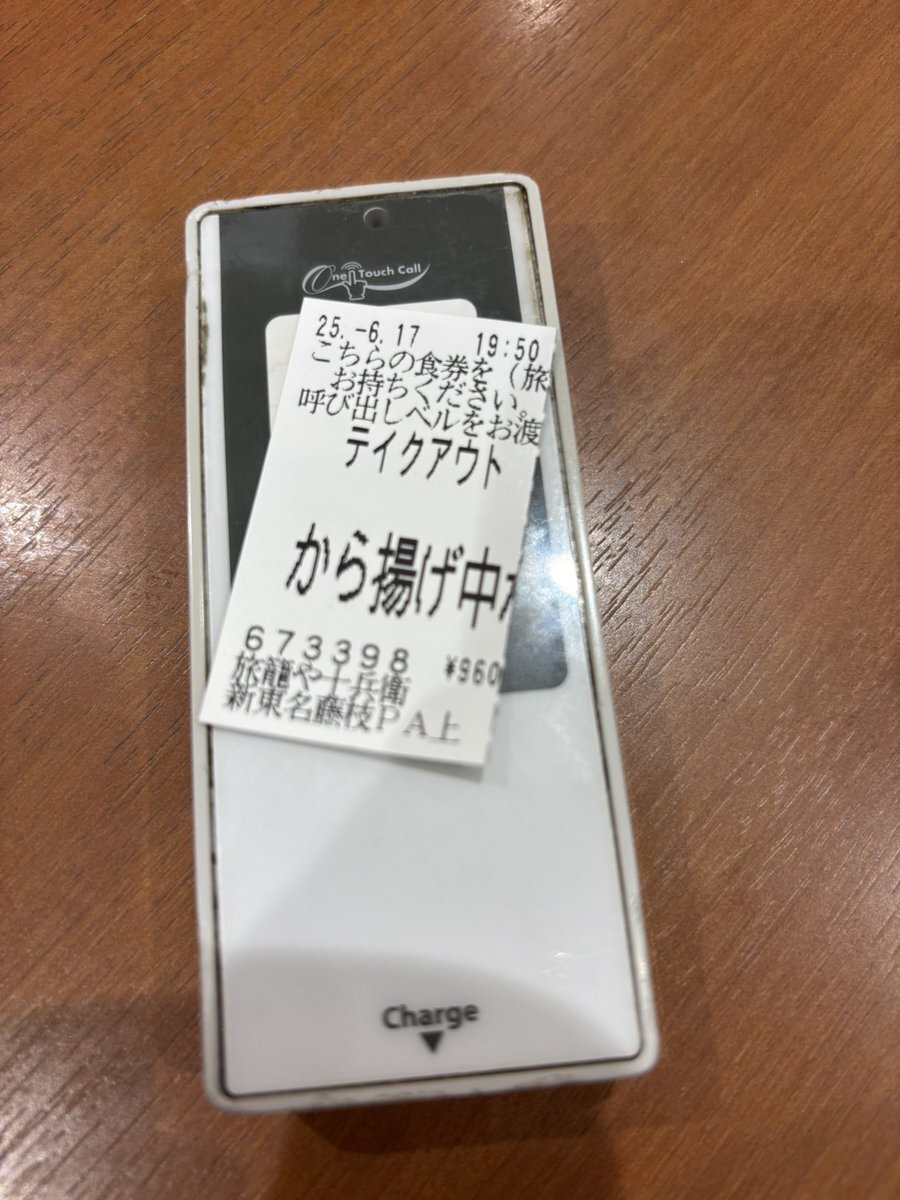 One Touch Call
25.-6.17 19:50
こちらの食券を(旅
お持ちください。
呼び出しベルをお渡
テイクアウト
から揚げ中
673398 ¥960
旅籠や十兵衛
新東名藤枝PA上
Charge